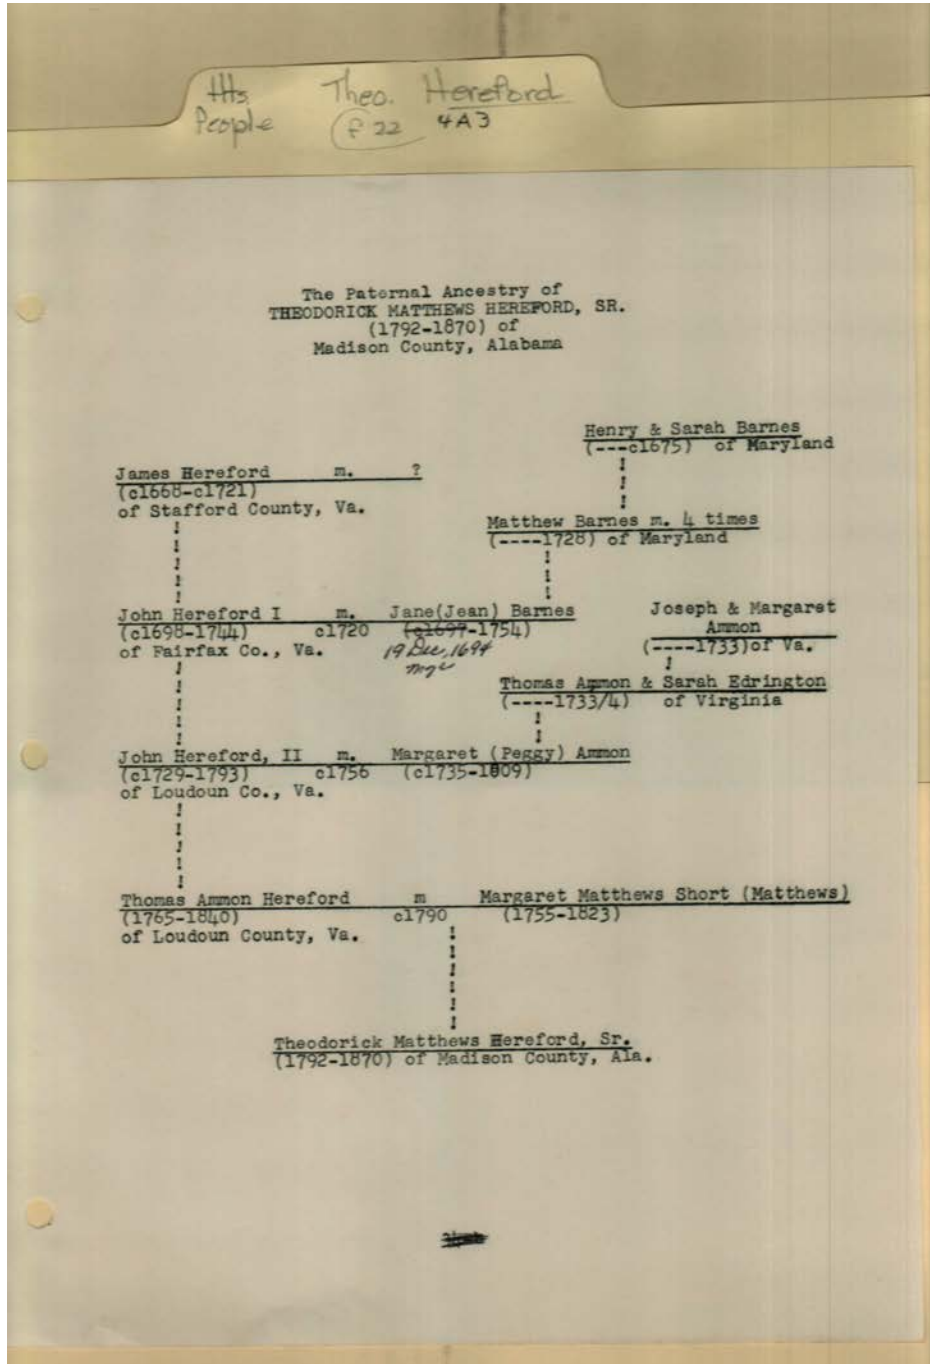 HHs Theo. Hereford
People f 22 4A3
The Paternal Ancestry of
THEODORICK MATTHEWS HEREFORD, SR.
(1792-1870) of
Madison County, Alabama
Henry & Sarah Barnes
(---c1675) of Maryland
James Hereford m. ?
(c1668-c1721)
of Stafford County, Va.
Matthew Barnes m. 4 times
(----1728) of Maryland
John Hereford I m. Jane(Jean) Barnes
(c1698-1744) c1720 (c1697-1754)
of Fairfax Co., Va. 19 Dec, 1694
Joseph & Margaret
Ammon
(----1733)of Va.
Thomas Ammon & Sarah Edrington
(----1733/4) of Virginia
John Hereford, II m. Margaret (Peggy) Ammon
(c1729-1793) c1756 (c1735-1809)
of Loudoun Co., Va.
Thomas Ammon Hereford m Margaret Matthews Short (Matthews)
(1765-1840) c1790 (1755-1823)
of Loudoun County, Va.
Theodorick Matthews Hereford, Sr.
(1792-1870) of Madison County, Ala.